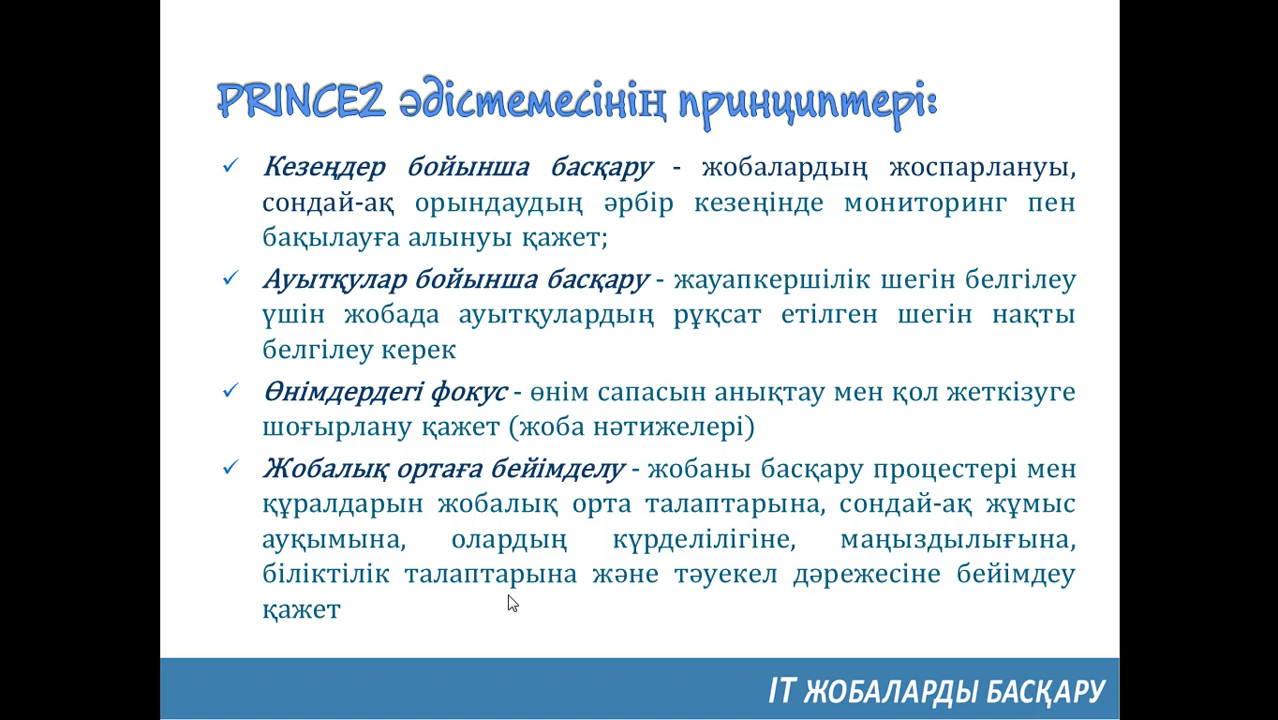 PRINCE2 әдістемесінің принциптері:
✓ Кезеңдер бойынша басқару - жобалардың жоспарлануы,
сондай-ақ орындаудың әрбір кезеңінде мониторинг пен
бақылауға алынуы қажет;
✓ Ауытқулар бойынша басқару - жауапкершілік шегін белгілеу
үшін жобада ауытқулардың рұқсат етілген шегін нақты
белгілеу керек
✓ Өнімдердегі фокус - өнім сапасын анықтау мен қол жеткізуге
шоғырлану қажет (жоба нәтижелері)
✓ Жобалық ортаға бейімделу - жобаны басқару процестері мен
құралдарын жобалық орта талаптарына, сондай-ақ жұмыс
ауқымына, олардың күрделілігіне, маңыздылығына,
біліктілік талаптарына және тәуекел дәрежесіне бейімдеу
қажет
IT ЖОБАЛАРДЫ БАСҚАРУ